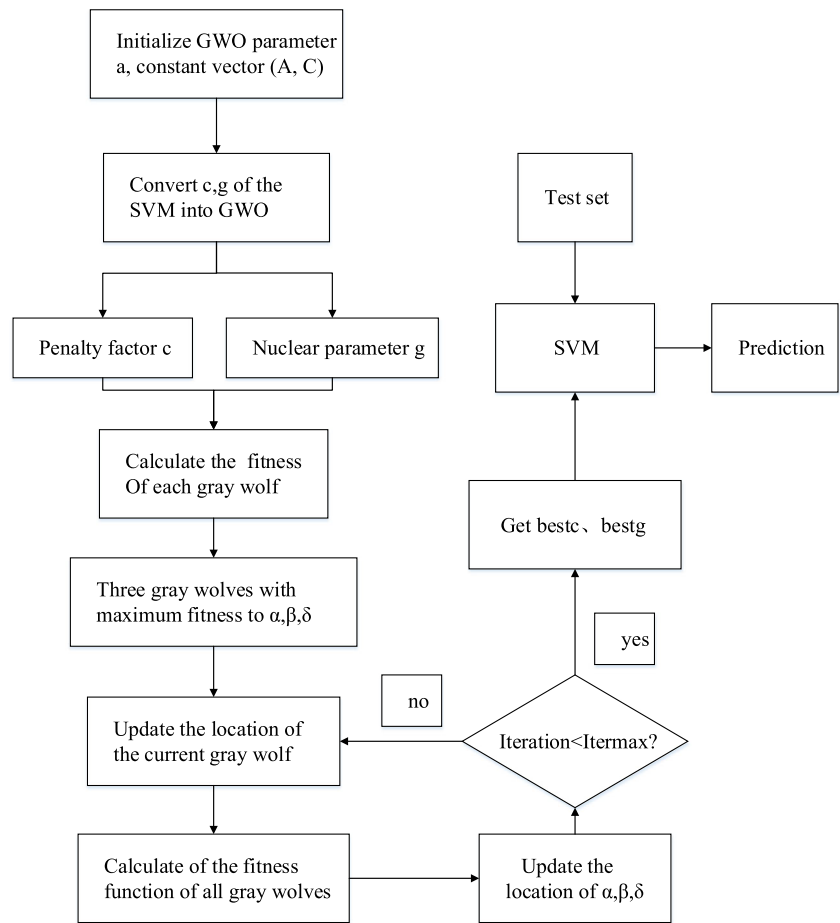 Initialize GWO parameter
a, constant vector (A, C)
Convert c,g of the
SVM into GWO
Penalty factor c
Nuclear parameter g
Calculate the fitness
Of each gray wolf
Three gray wolves with
maximum fitness to α,β,δ
Update the location of
the current gray wolf
Calculate of the fitness
function of all gray wolves
Update the
location of α,β,δ
Iteration<Itermax?
no
yes
Get bestc、bestg
Test set
SVM
Prediction